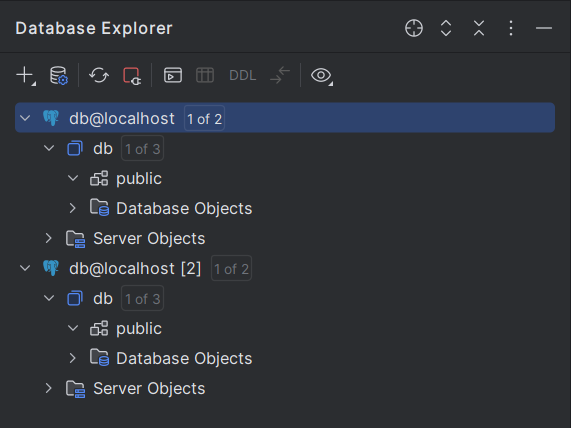 Database Explorer
DDL
db@localhost 1 of 2
db 1 of 3
public
Database Objects
Server Objects
db@localhost [2] 1 of 2
db 1 of 3
public
Database Objects
Server Objects